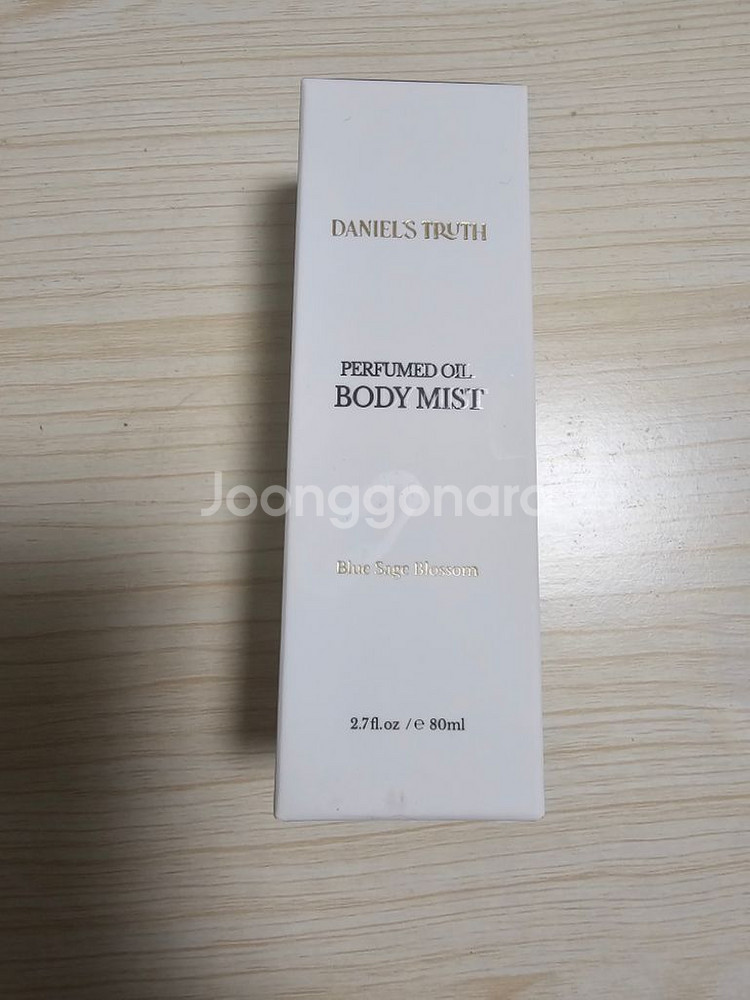 DANIEL'S TRUTH
PERFUMED OIL
BODY MIST
Joonggonara
Blue Sage Blossom
2.7fl.oz / ℮ 80ml